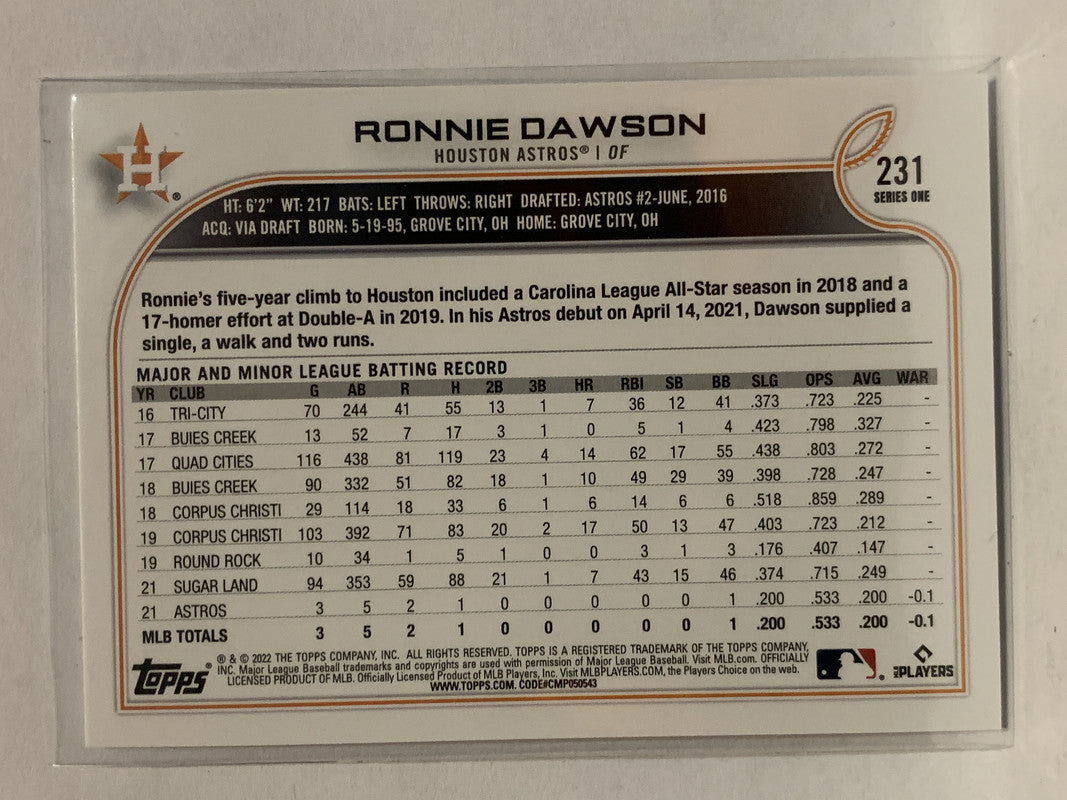 RONNIE DAWSON
HOUSTON ASTROS® | OF
H
®
231
SERIES ONE
HT: 6'2" WT: 217 BATS: LEFT THROWS: RIGHT DRAFTED: ASTROS #2-JUNE, 2016
ACQ: VIA DRAFT BORN: 5-19-95, GROVE CITY, OH HOME: GROVE CITY, OH
Ronnie's five-year climb to Houston included a Carolina League All-Star season in 2018 and a
17-homer effort at Double-A in 2019. In his Astros debut on April 14, 2021, Dawson supplied a
single, a walk and two runs.
MAJOR AND MINOR LEAGUE BATTING RECORD
YR CLUB G AB R H 2B 3B HR RBI SB BB SLG OPS AVG WAR
16 TRI-CITY 70 244 41 55 13 1 7 36 12 41 .373 .723 .225 -
17 BUIES CREEK 13 52 7 17 3 1 0 5 1 4 .423 .798 .327 -
17 QUAD CITIES 116 438 81 119 23 4 14 62 17 55 .438 .803 .272 -
18 BUIES CREEK 90 332 51 82 18 1 10 49 29 39 .398 .728 .247 -
18 CORPUS CHRISTI 29 114 18 33 6 1 6 14 6 6 .518 .859 .289 -
19 CORPUS CHRISTI 103 392 71 83 20 2 17 50 13 47 .403 .723 .212 -
19 ROUND ROCK 10 34 1 5 1 0 0 3 1 3 .176 .407 .147 -
21 SUGAR LAND 94 353 59 88 21 1 7 43 15 46 .374 .715 .249 -
21 ASTROS 3 5 2 1 0 0 0 0 0 1 .200 .533 .200 -0.1
MLB TOTALS 3 5 2 1 0 0 0 0 0 1 .200 .533 .200 -0.1
Topps
® & © 2022 THE TOPPS COMPANY, INC. ALL RIGHTS RESERVED. TOPPS IS A REGISTERED TRADEMARK OF THE TOPPS COMPANY,
INC. Major League Baseball trademarks and copyrights are used with permission of Major League Baseball. Visit MLB.com. OFFICIALLY
LICENSED PRODUCT OF MLB. Officially Licensed Product of MLB Players, Inc. Visit MLBPLAYERS.COM, the Players Choice on the web.
WWW.TOPPS.COM. CODE#CMP050543
MLB PLAYERS